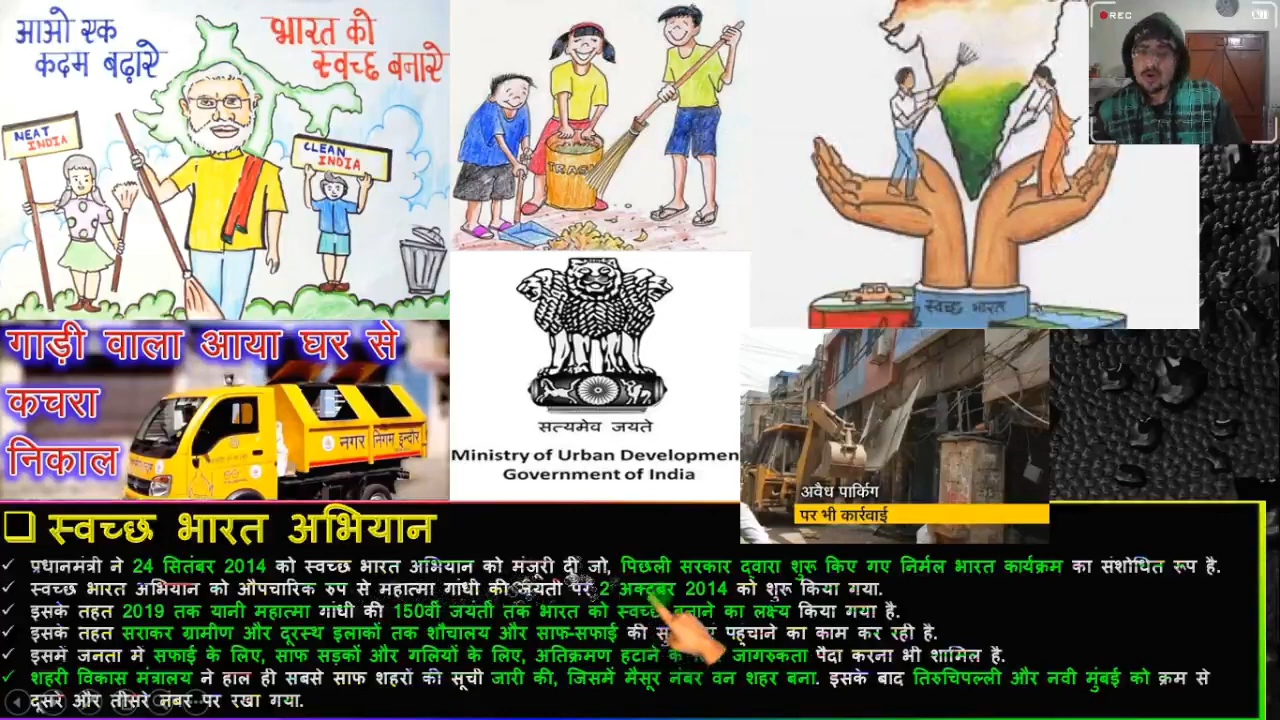 आओ एक
कदम बढ़ाये
भारत को
स्वच्छ बनाये
NEAT
INDIA
CLEAN
INDIA
TRASH
स्वच्छ भारत
REC
गाड़ी वाला आया घर से
कचरा
निकाल
नगर निगम इन्दौर
सत्यमेव जयते
Ministry of Urban Developmen
Government of India
अवैध पार्किंग
पर भी कार्रवाई
स्वच्छ भारत अभियान
प्रधानमंत्री ने 24 सितंबर 2014 को स्वच्छ भारत अभियान को मंजूरी दी जो, पिछली सरकार द्वारा शुरू किए गए निर्मल भारत कार्यक्रम का संशोधित रूप है.
स्वच्छ भारत अभियान को औपचारिक रुप से महात्मा गांधी की जयंती पर 2 अक्टूबर 2014 को शुरू किया गया.
इसके तहत 2019 तक यानी महात्मा गांधी की 150वीं जयंती तक भारत को स्वच्छ बनाने का लक्ष्य किया गया है.
इसके तहत सराकर ग्रामीण और दूरस्थ इलाकों तक शौचालय और साफ-सफाई की पहुचाने का काम कर रही है.
इसमें जनता में सफाई के लिए, साफ सड़कों और गलियों के लिए, अतिक्रमण हटाने के जागरुकता पैदा करना भी शामिल है.
शहरी विकास मंत्रालय ने हाल ही सबसे साफ शहरों की सूची जारी की, जिसमें मैसूर नंबर वन शहर बना. इसके बाद तिरुचिपल्ली और नवी मुंबई को क्रम से
दूसरे और तीसरे नंबर पर रखा गया.